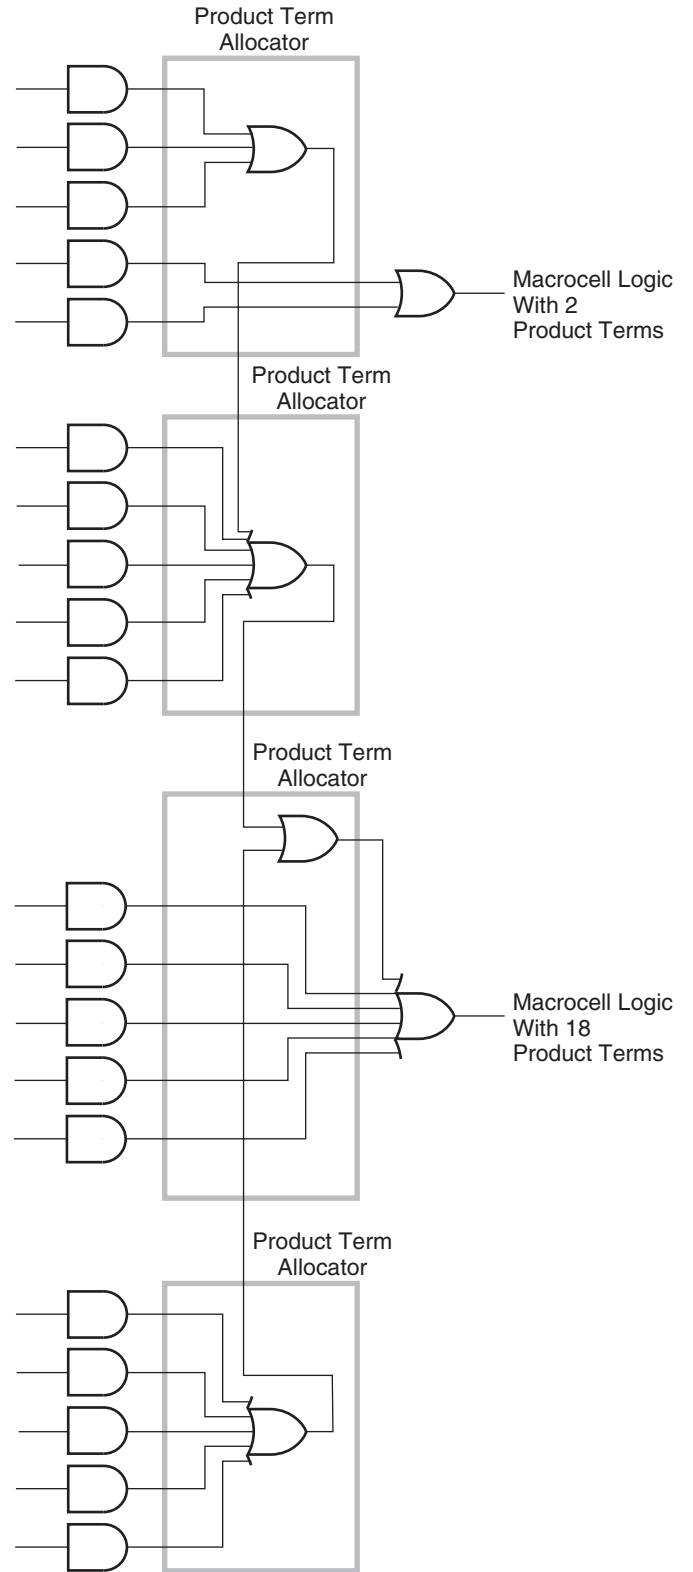 Product Term
Allocator
Macrocell Logic
With 2
Product Terms
Product Term
Allocator
Product Term
Allocator
Macrocell Logic
With 18
Product Terms
Product Term
Allocator